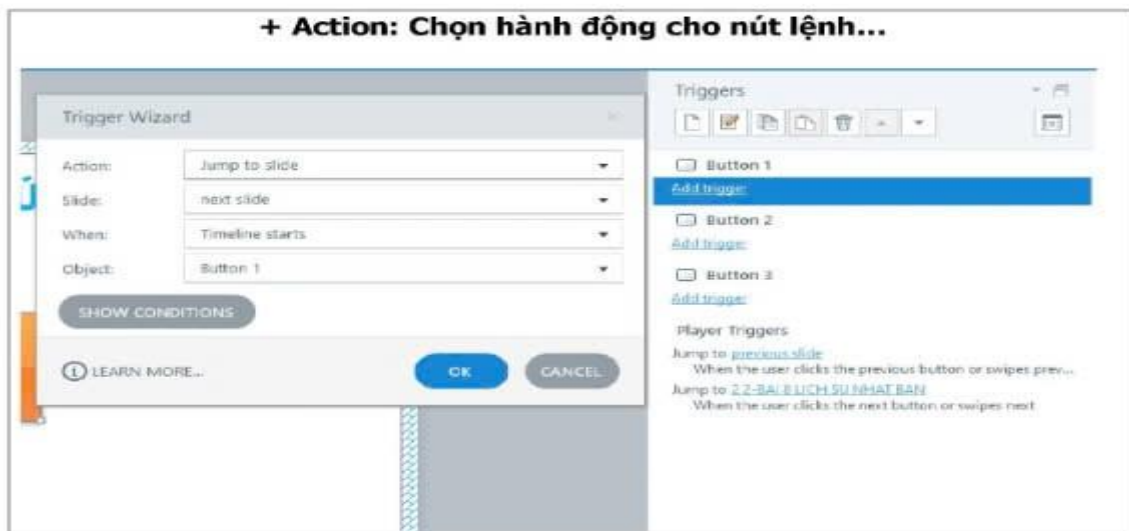 + Action: Chọn hành động cho nút lệnh...
Trigger Wizard
Action: Jump to slide
Slide: next slide
When: Timeline starts
Object: Button 1
SHOW CONDITIONS
LEARN MORE...
OK
CANCEL
Triggers
Button 1
Add trigger
Button 2
Add trigger
Button 3
Add trigger
Player Triggers
Jump to previous slide
When the user clicks the previous button or swipes prev...
Jump to 2.2-BAI 8 LICH SU NHAT BAN
When the user clicks the next button or swipes next